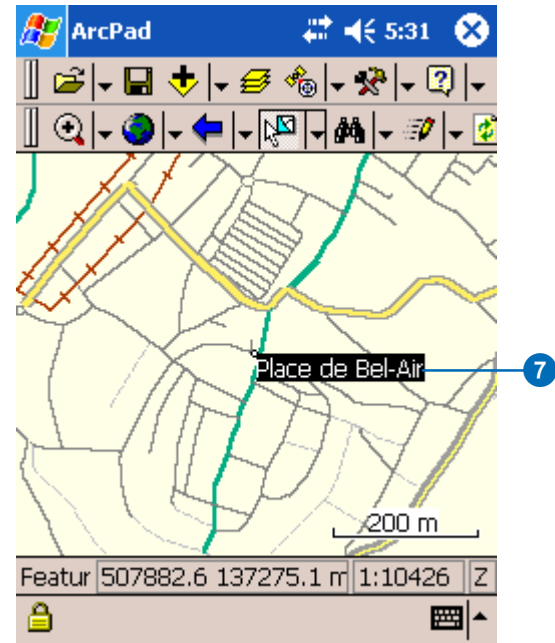 ArcPad 5:31
Place de Bel-Air
7
200 m
Featur 507882.6 137275.1 m 1:10426 Z